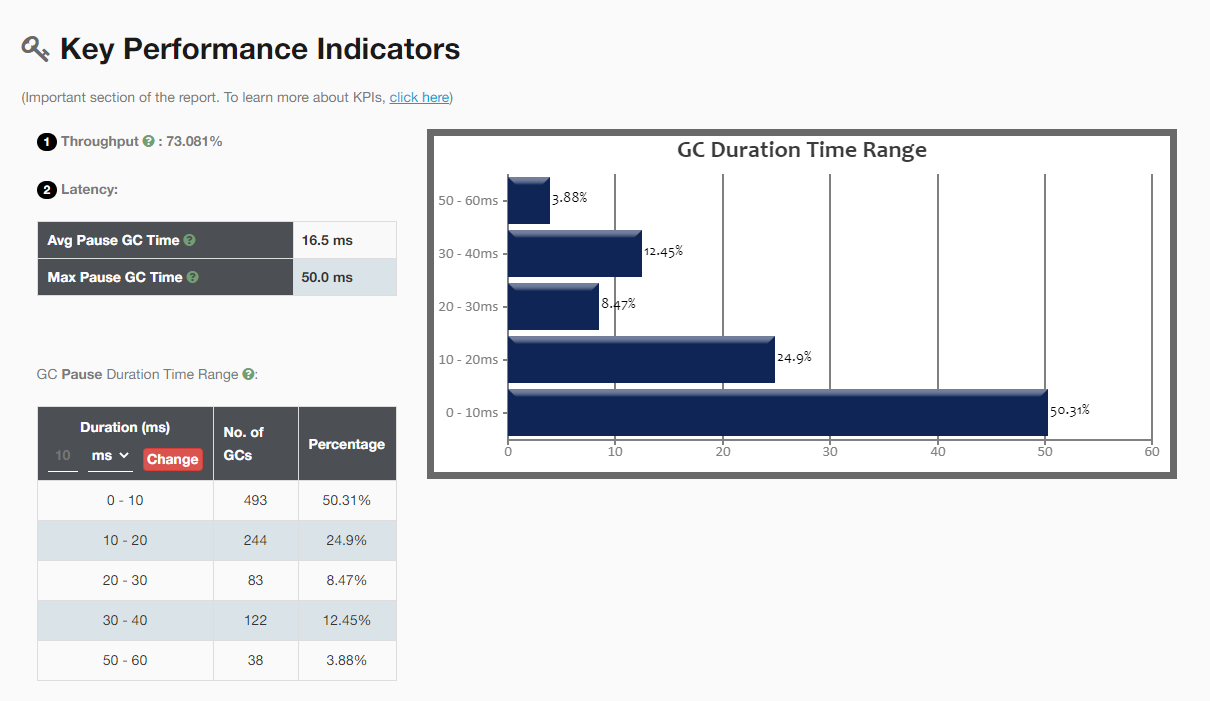 Key Performance Indicators
(Important section of the report. To learn more about KPIs, click here)
1 Throughput ? : 73.081%
2 Latency:
Avg Pause GC Time ? 16.5 ms
Max Pause GC Time ? 50.0 ms
GC Pause Duration Time Range ?:
Duration (ms)
10 ms Change
No. of
GCs
Percentage
0 - 10 493 50.31%
10 - 20 244 24.9%
20 - 30 83 8.47%
30 - 40 122 12.45%
50 - 60 38 3.88%
GC Duration Time Range
50 - 60ms 3.88%
30 - 40ms 12.45%
20 - 30ms 8.47%
10 - 20ms 24.9%
0 - 10ms 50.31%
0 10 20 30 40 50 60